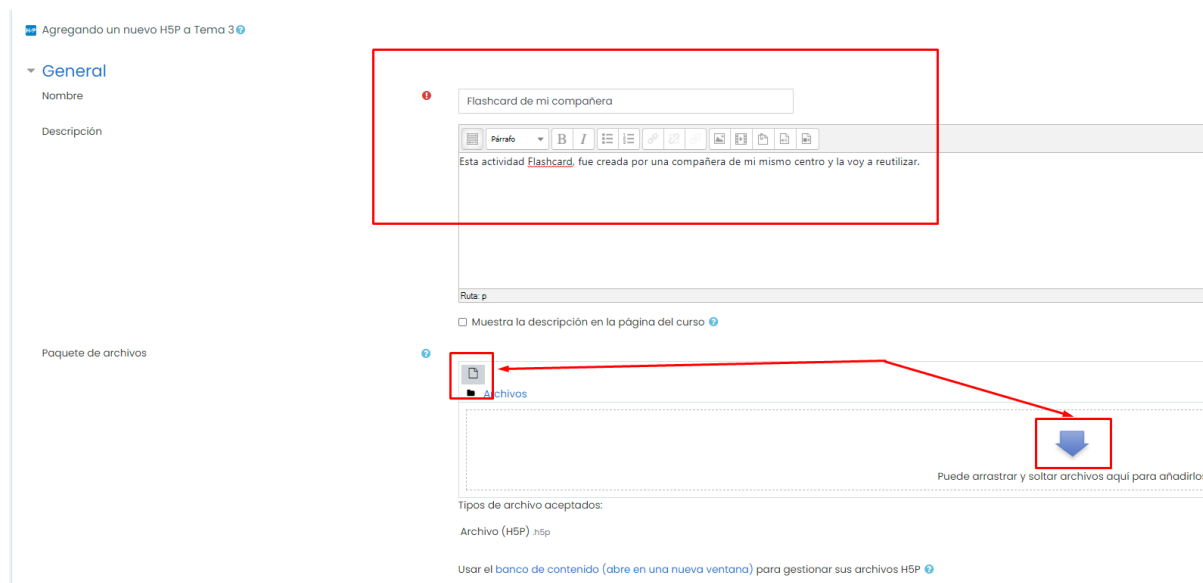 H5P Agregando un nuevo H5P a Tema 3
General
Nombre
Flashcard de mi compañera
Descripción
Párrafo
Esta actividad Flashcard, fue creada por una compañera de mi mismo centro y la voy a reutilizar.
Ruta: p
Muestra la descripción en la página del curso
Paquete de archivos
Archivos
Puede arrastrar y soltar archivos aquí para añadirlos
Tipos de archivo aceptados:
Archivo (H5P) .h5p
Usar el banco de contenido (abre en una nueva ventana) para gestionar sus archivos H5P